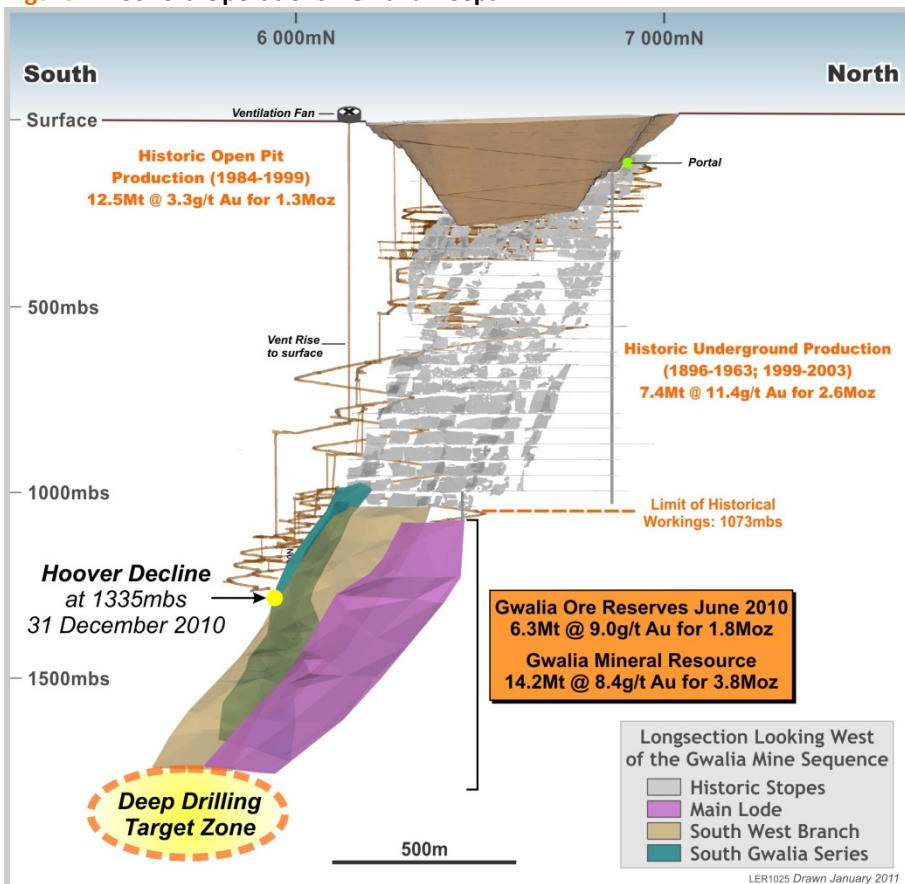 6 000mN
7 000mN
South
North
Surface
Ventilation Fan
Portal
Historic Open Pit
Production (1984-1999)
12.5Mt @ 3.3g/t Au for 1.3Moz
500mbs
Vent Rise
to surface
Historic Underground Production
(1896-1963; 1999-2003)
7.4Mt @ 11.4g/t Au for 2.6Moz
1000mbs
Limit of Historical
Workings: 1073mbs
Hoover Decline
at 1335mbs
31 December 2010
Gwalia Ore Reserves June 2010
6.3Mt @ 9.0g/t Au for 1.8Moz
Gwalia Mineral Resource
14.2Mt @ 8.4g/t Au for 3.8Moz
1500mbs
Deep Drilling
Target Zone
500m
Longsection Looking West
of the Gwalia Mine Sequence
Historic Stopes
Main Lode
South West Branch
South Gwalia Series
LER1025 Drawn January 2011